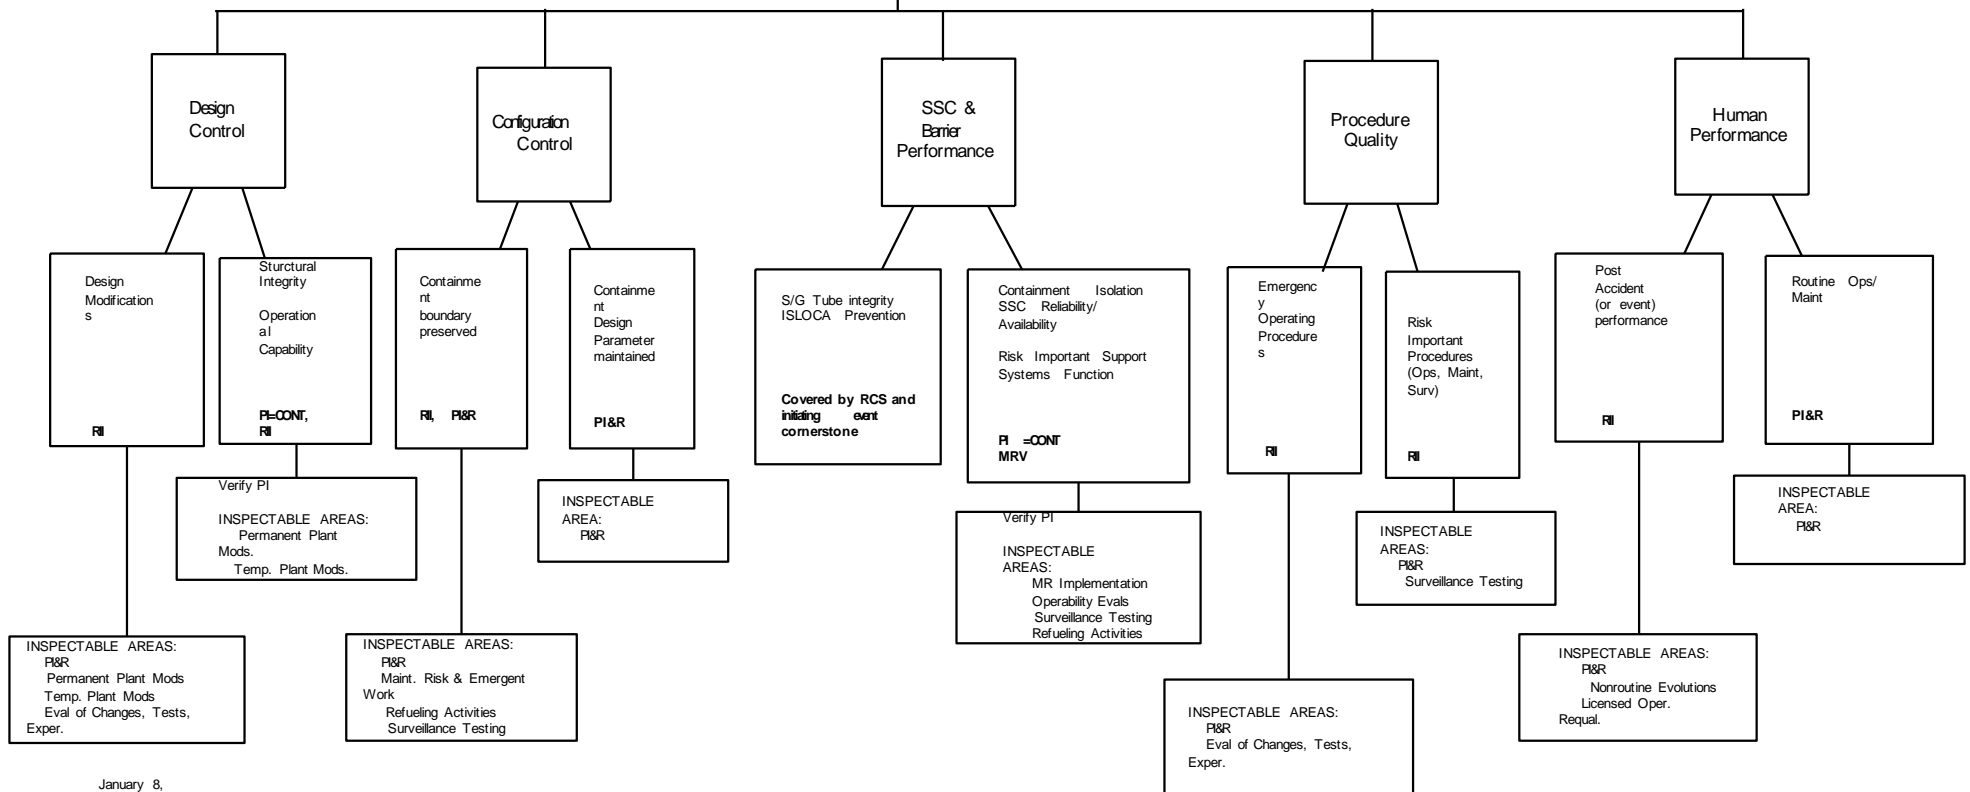 Design
Control
Configuration
Control
SSC &
Barrier
Performance
Procedure
Quality
Human
Performance
Design
Modification
s
Sturctural
Integrity
Operation
al
Capability
PI=CONT,
RII
RII
Containme
nt
boundary
preserved
RII, PI&R
Containme
nt
Design
Parameter
maintained
PI&R
S/G Tube integrity
ISLOCA Prevention
Covered by RCS and
initiating event
cornerstone
Containment Isolation
SSC Reliability/
Availability
Risk Important Support
Systems Function
PI =CONT
MRV
Emergenc
y
Operating
Procedure
s
RII
Risk
Important
Procedures
(Ops, Maint,
Surv)
RII
Post
Accident
(or event)
performance
RII
Routine Ops/
Maint
PI&R
Verify PI
INSPECTABLE AREAS:
Permanent Plant
Mods.
Temp. Plant Mods.
INSPECTABLE
AREA:
PI&R
Verify PI
INSPECTABLE
AREAS:
MR Implementation
Operability Evals
Surveillance Testing
Refueling Activities
INSPECTABLE
AREAS:
PI&R
Surveillance Testing
INSPECTABLE
AREA:
PI&R
INSPECTABLE AREAS:
PI&R
Permanent Plant Mods
Temp. Plant Mods
Eval of Changes, Tests,
Exper.
INSPECTABLE AREAS:
PI&R
Maint. Risk & Emergent
Work
Refueling Activities
Surveillance Testing
INSPECTABLE AREAS:
PI&R
Eval of Changes, Tests,
Exper.
INSPECTABLE AREAS:
PI&R
Nonroutine Evolutions
Licensed Oper.
Requal.
January 8,